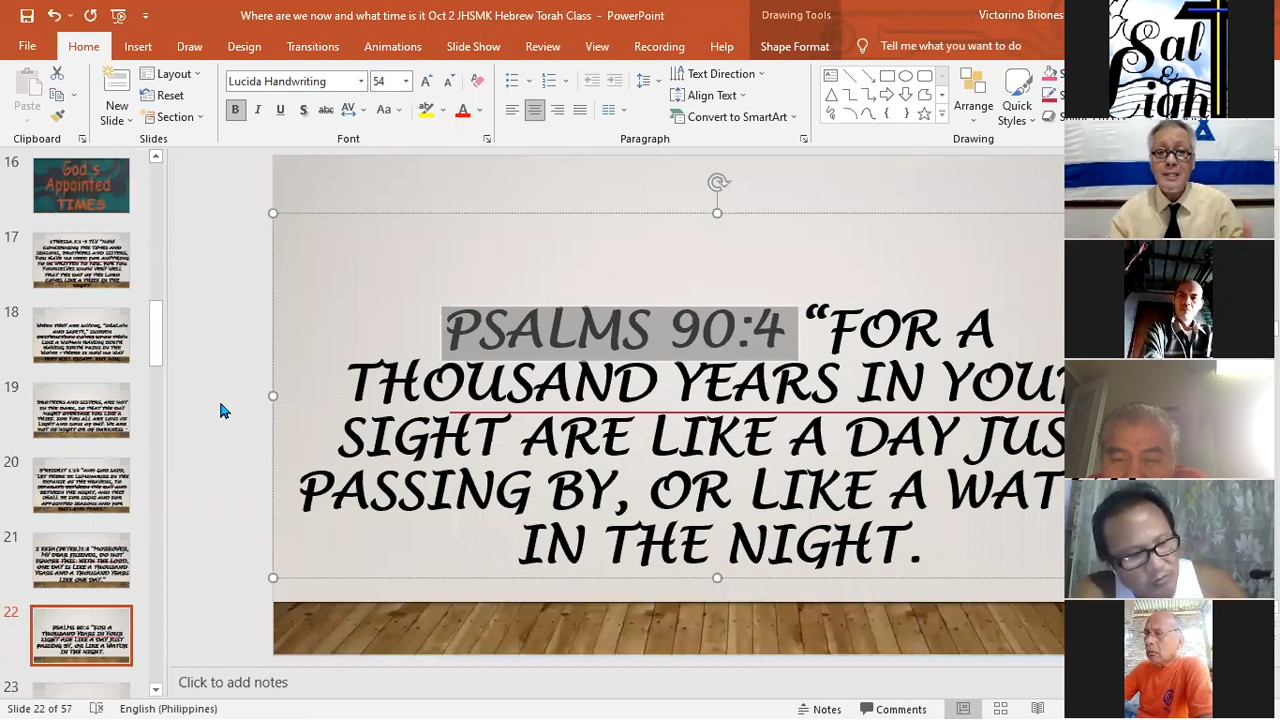 Where are we now and what time is it Oct 2 JHSMK Hebrew Torah Class - PowerPoint
Drawing Tools
Victorino Briones
File Home Insert Draw Design Transitions Animations Slide Show Review View Recording Help Shape Format Tell me what you want to do
Paste
Clipboard
New
Slide
Layout
Reset
Section
Slides
Lucida Handwriting 54
B I U S abc AV Aa A
Font
Text Direction
Align Text
Convert to SmartArt
Paragraph
Arrange
Quick
Styles
Drawing
Sal
&
16
God's
Appointed
TIMES
17
18
19
20
21
22
23
PSALMS 90:4 “FOR A
THOUSAND YEARS IN YOUR
SIGHT ARE LIKE A DAY JUS
PASSING BY, OR LIKE A WAT
IN THE NIGHT.
Click to add notes
Slide 22 of 57
English (Philippines)
Notes
Comments